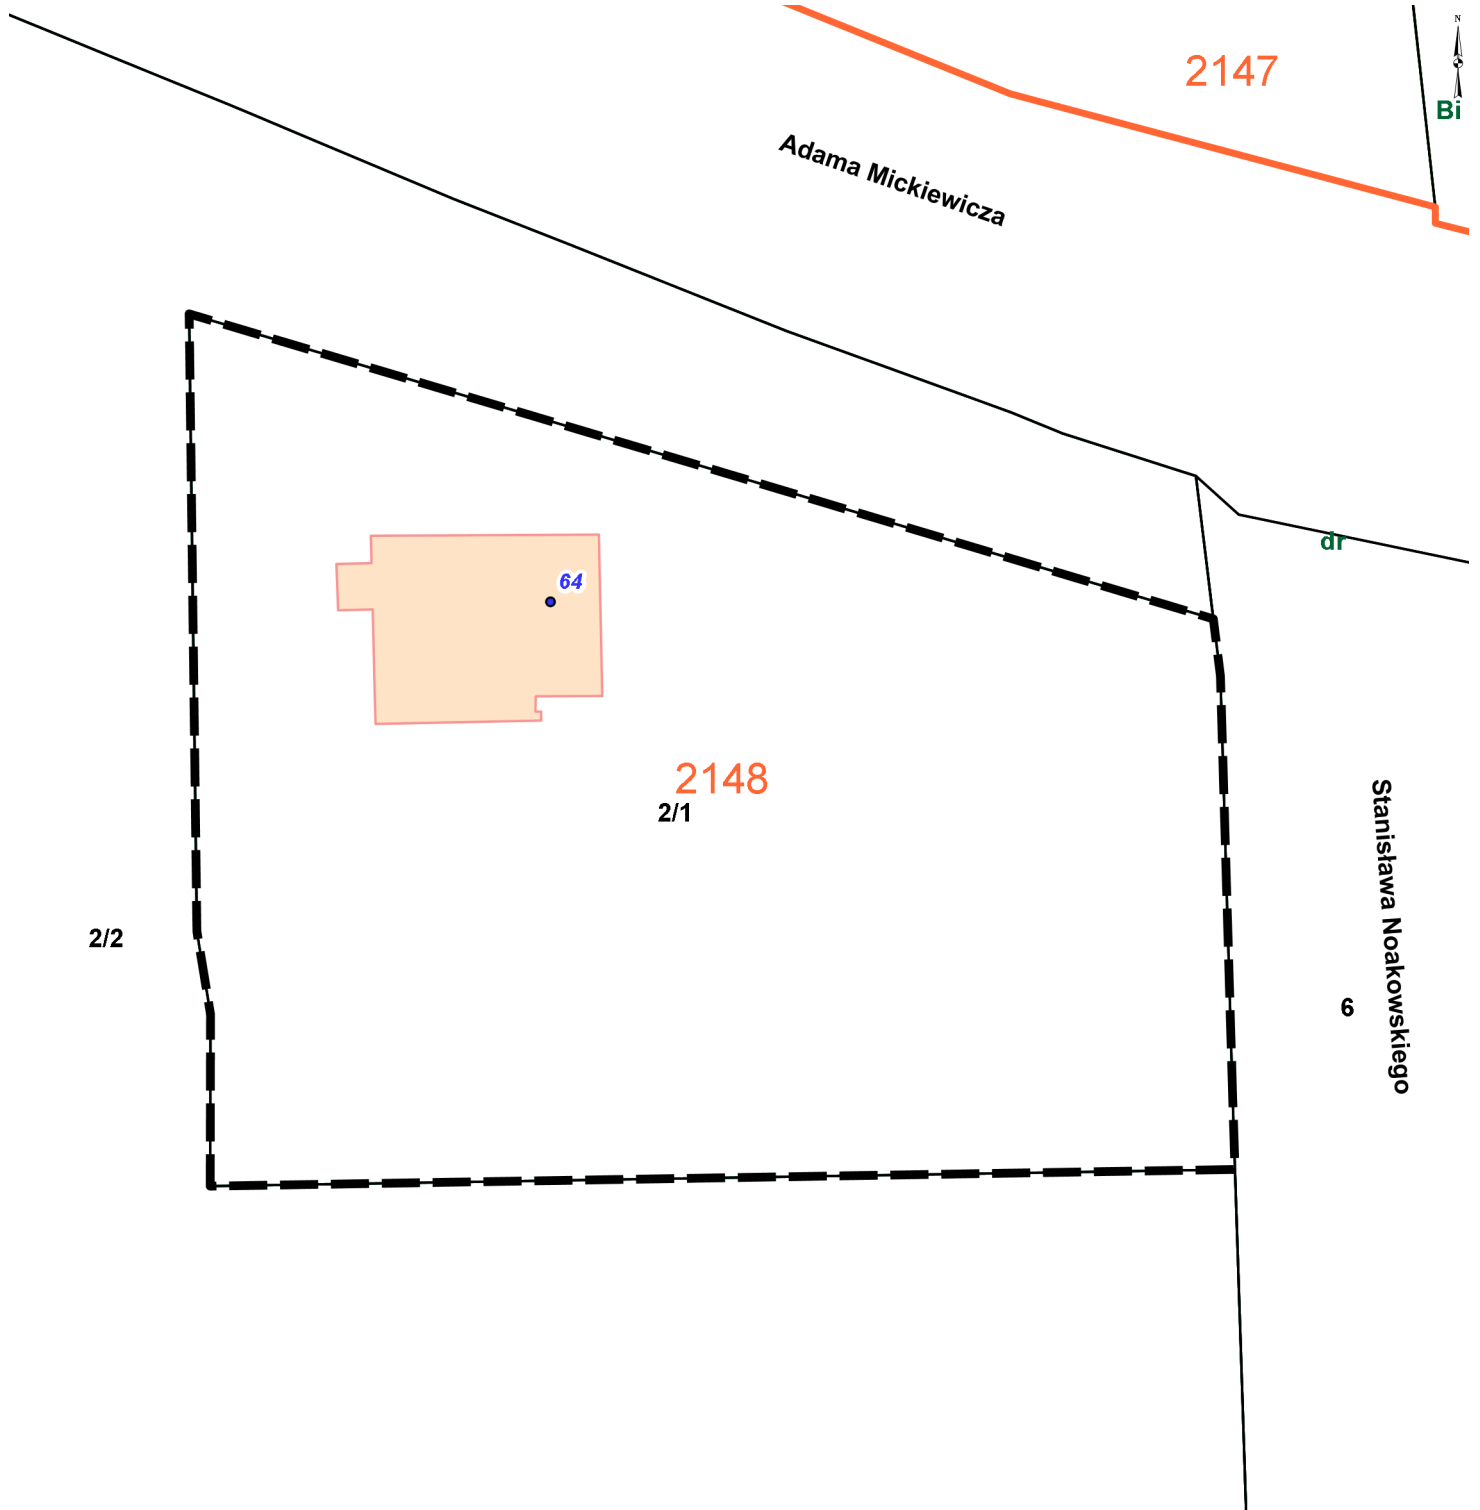 N
2147
Bi
Adama Mickiewicza
dr
64
2148
2/1
Stanisława Noakowskiego
2/2
6